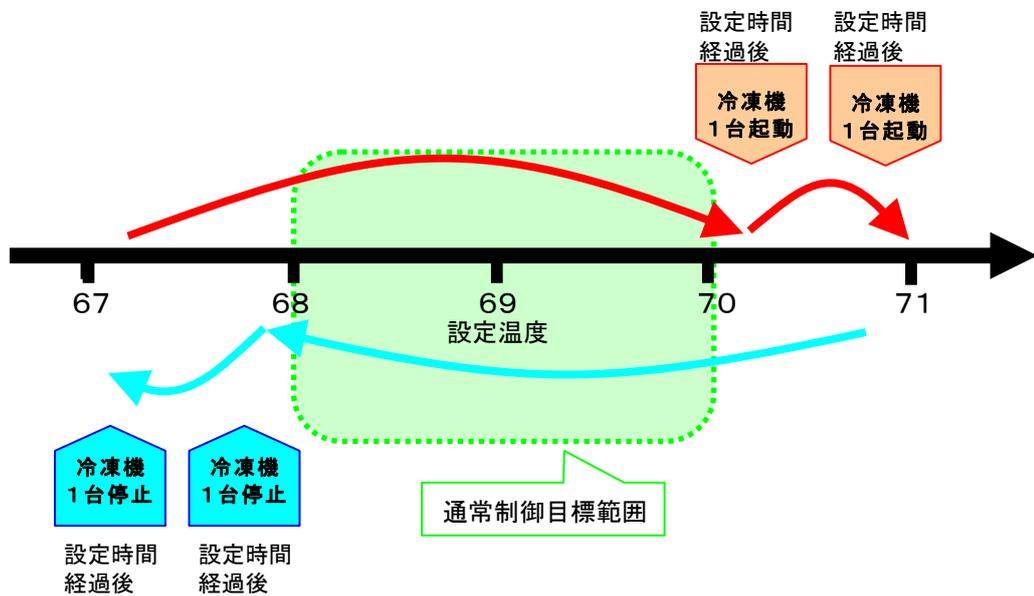 設定時間
経過後
冷凍機
1台起動
設定時間
経過後
冷凍機
1台起動
67
68
69
70
71
設定温度
冷凍機
1台停止
設定時間
経過後
冷凍機
1台停止
設定時間
経過後
通常制御目標範囲